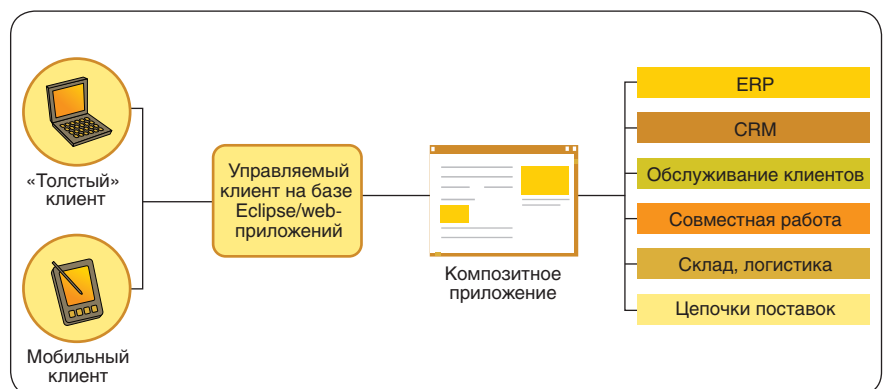 «Толстый»
клиент
Мобильный
клиент
Управляемый
клиент на базе
Eclipse/web-
приложений
Композитное
приложение
ERP
CRM
Обслуживание клиентов
Совместная работа
Склад, логистика
Цепочки поставок